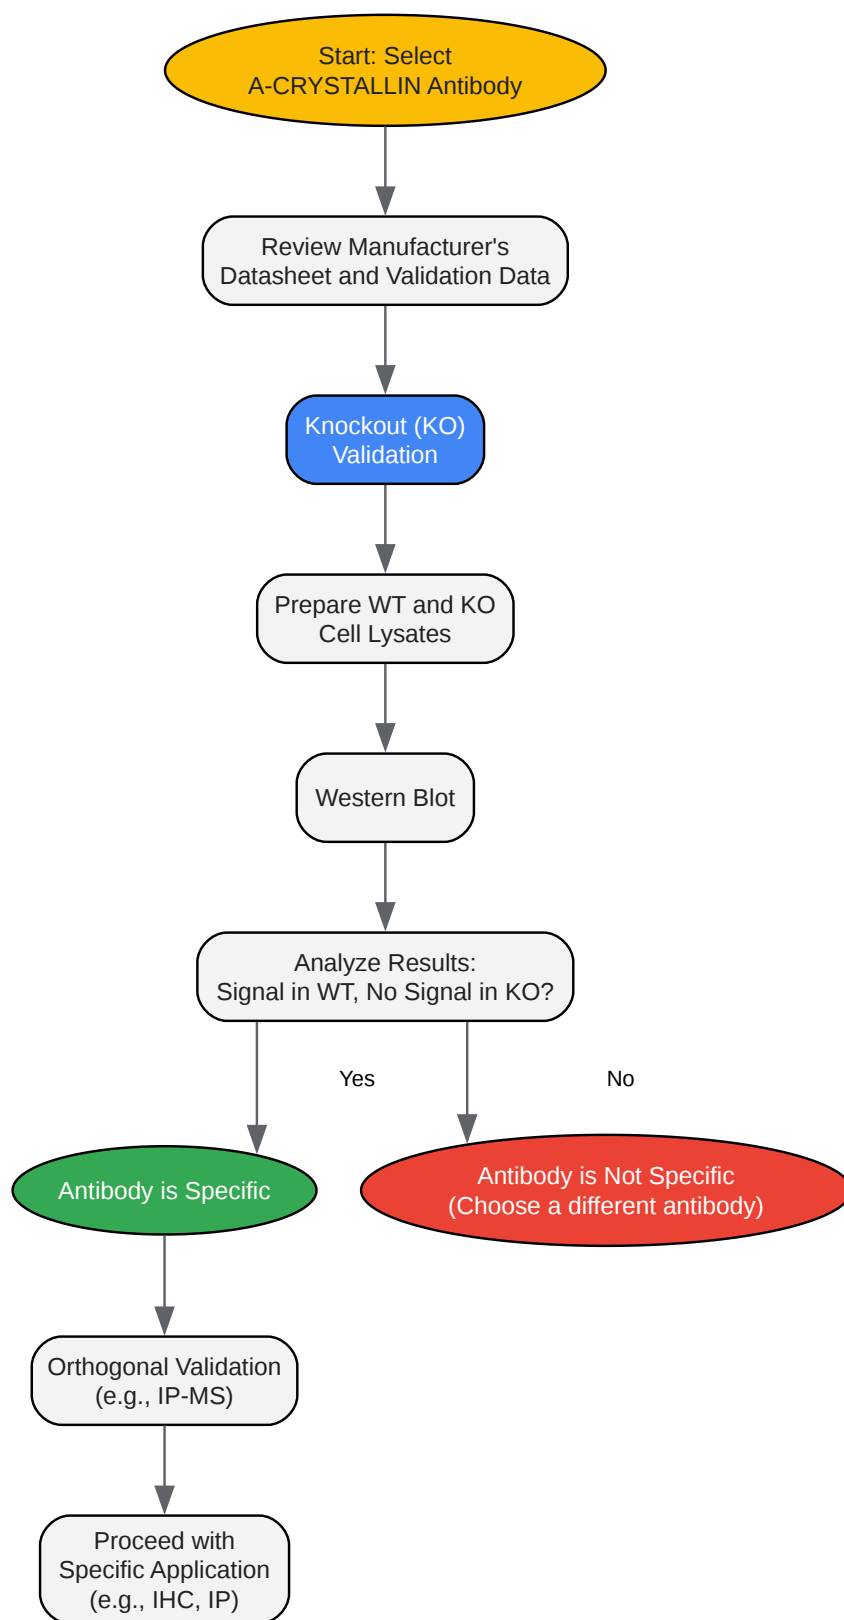 Start: Select
A-CRYSTALLIN Antibody
Review Manufacturer's
Datasheet and Validation Data
Knockout (KO)
Validation
Prepare WT and KO
Cell Lysates
Western Blot
Analyze Results:
Signal in WT, No Signal in KO?
Yes
No
Antibody is Specific
Antibody is Not Specific
(Choose a different antibody)
Orthogonal Validation
(e.g., IP-MS)
Proceed with
Specific Application
(e.g., IHC, IP)